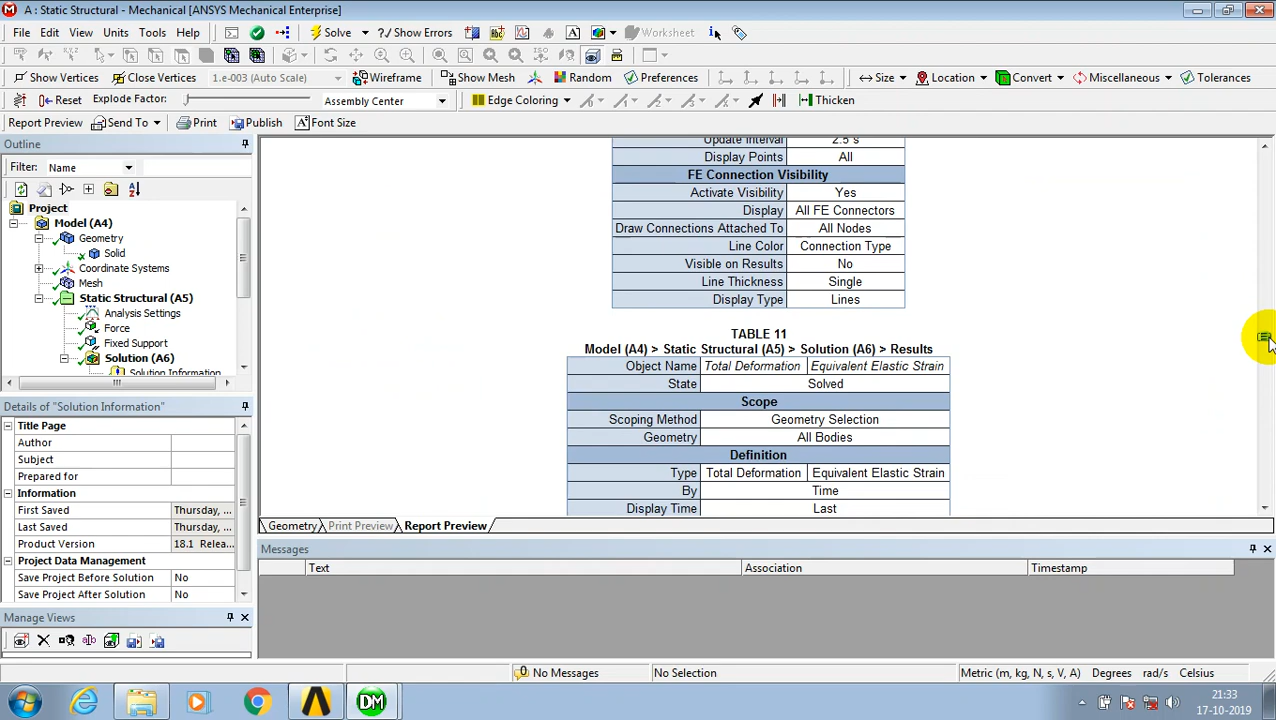 A : Static Structural - Mechanical [ANSYS Mechanical Enterprise]
File Edit View Units Tools Help Solve ?/ Show Errors Worksheet
Show Vertices Close Vertices 1.e-003 (Auto Scale) Wireframe Show Mesh Random Preferences Size Location Convert Miscellaneous Tolerances
Reset Explode Factor: Assembly Center Edge Coloring Thicken
Report Preview Send To Print Publish Font Size
Outline
Filter: Name
Project
Model (A4)
Geometry
Solid
Coordinate Systems
Mesh
Static Structural (A5)
Analysis Settings
Force
Fixed Support
Solution (A6)
Solution Information
Details of "Solution Information"
Title Page
Author
Subject
Prepared for
Information
First Saved Thursday, ...
Last Saved Thursday, ...
Product Version 18.1 Relea...
Project Data Management
Save Project Before Solution No
Save Project After Solution No
Manage Views
Update Interval 2.5 s
Display Points All
FE Connection Visibility
Activate Visibility Yes
Display All FE Connectors
Draw Connections Attached To All Nodes
Line Color Connection Type
Visible on Results No
Line Thickness Single
Display Type Lines
TABLE 11
Model (A4) > Static Structural (A5) > Solution (A6) > Results
Object Name Total Deformation Equivalent Elastic Strain
State Solved
Scope
Scoping Method Geometry Selection
Geometry All Bodies
Definition
Type Total Deformation Equivalent Elastic Strain
By Time
Display Time Last
Geometry Print Preview Report Preview
Messages
Text Association Timestamp
0 No Messages No Selection Metric (m, kg, N, s, V, A) Degrees rad/s Celsius
DM
21:33
17-10-2019